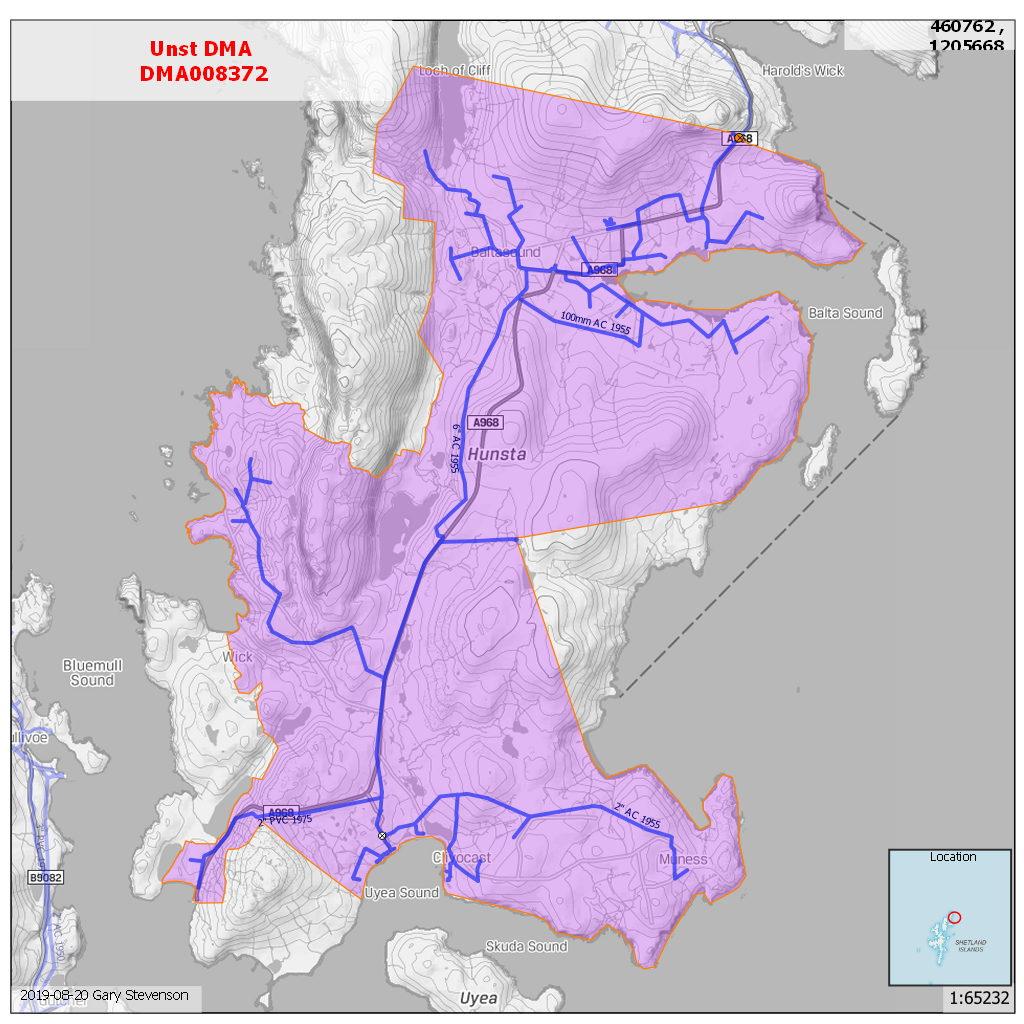 Unst DMA
DMA008372
460762 ,
1205668
Loch of Cliff
Harold's Wick
A968
Baltasound
A968
Balta Sound
100mm AC 1955
A968
6" AC 1955
Hunsta
Wick
Bluemull
Sound
ullivoe
A968
2" PVC 1975
2" AC 1955
Muness
B9082
Uyea Sound
Skuda Sound
Uyea
Location
SHETLAND
ISLANDS
2019-08-20 Gary Stevenson
1:65232